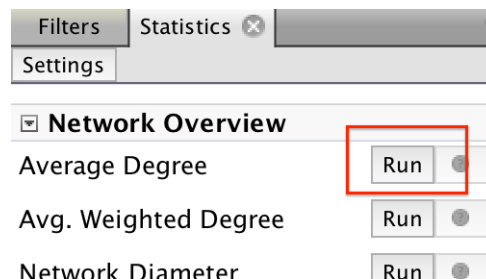 Filters Statistics
Settings
Network Overview
Average Degree Run
Avg. Weighted Degree Run
Network Diameter Run